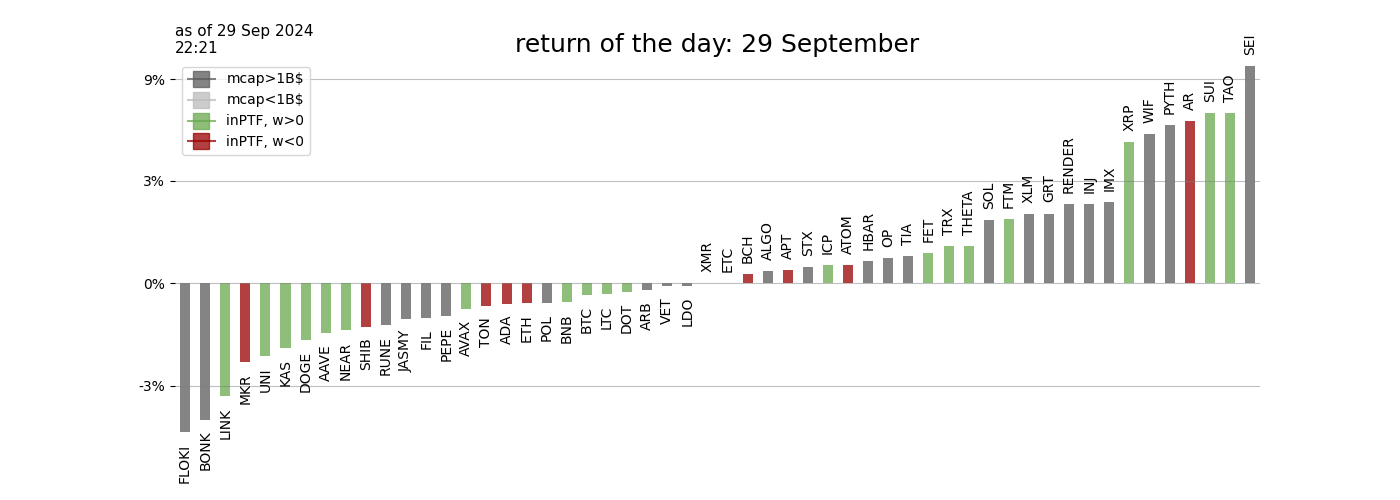 as of 29 Sep 2024
22:21
return of the day: 29 September
mcap>1B$
mcap<1B$
inPTF, w>0
inPTF, w<0
9%
3%
0%
-3%
FLOKI
BONK
LINK
MKR
UNI
KAS
DOGE
AAVE
NEAR
SHIB
RUNE
JASMY
FIL
PEPE
AVAX
TON
ADA
ETH
POL
BNB
BTC
LTC
DOT
ARB
VET
LDO
XMR
ETC
BCH
ALGO
APT
STX
ICP
ATOM
HBAR
OP
TIA
FET
TRX
THETA
SOL
FTM
XLM
GRT
RENDER
INJ
IMX
XRP
WIF
PYTH
AR
SUI
TAO
SEI